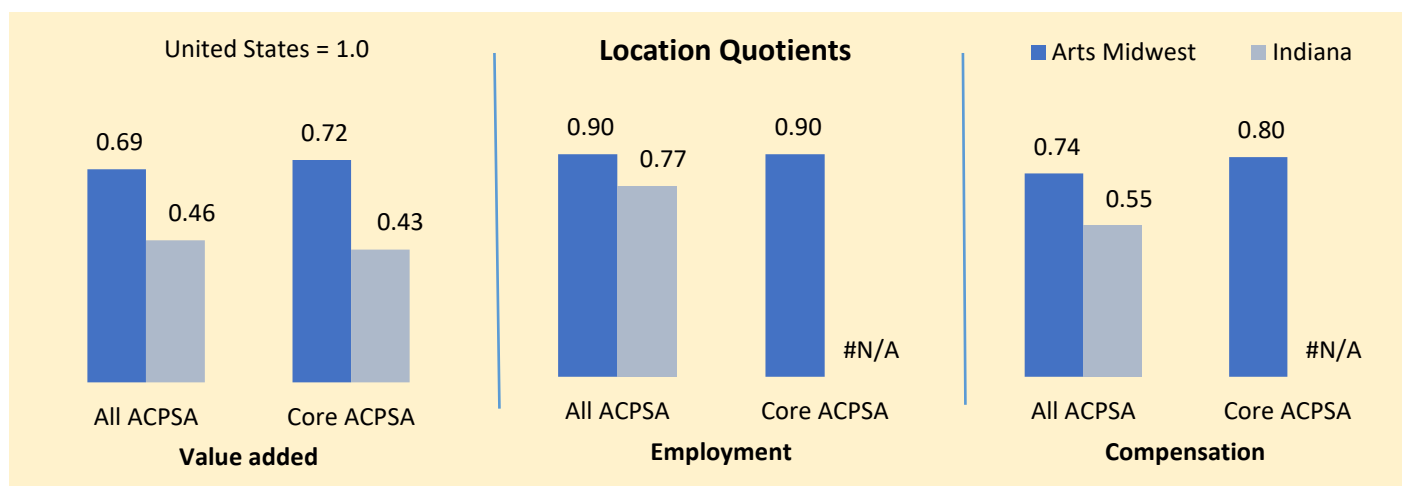 United States = 1.0
Location Quotients
Arts Midwest
Indiana
0.69
0.46
0.72
0.43
All ACPSA
Core ACPSA
Value added
0.90
0.77
0.90
#N/A
All ACPSA
Core ACPSA
Employment
0.74
0.55
0.80
#N/A
All ACPSA
Core ACPSA
Compensation